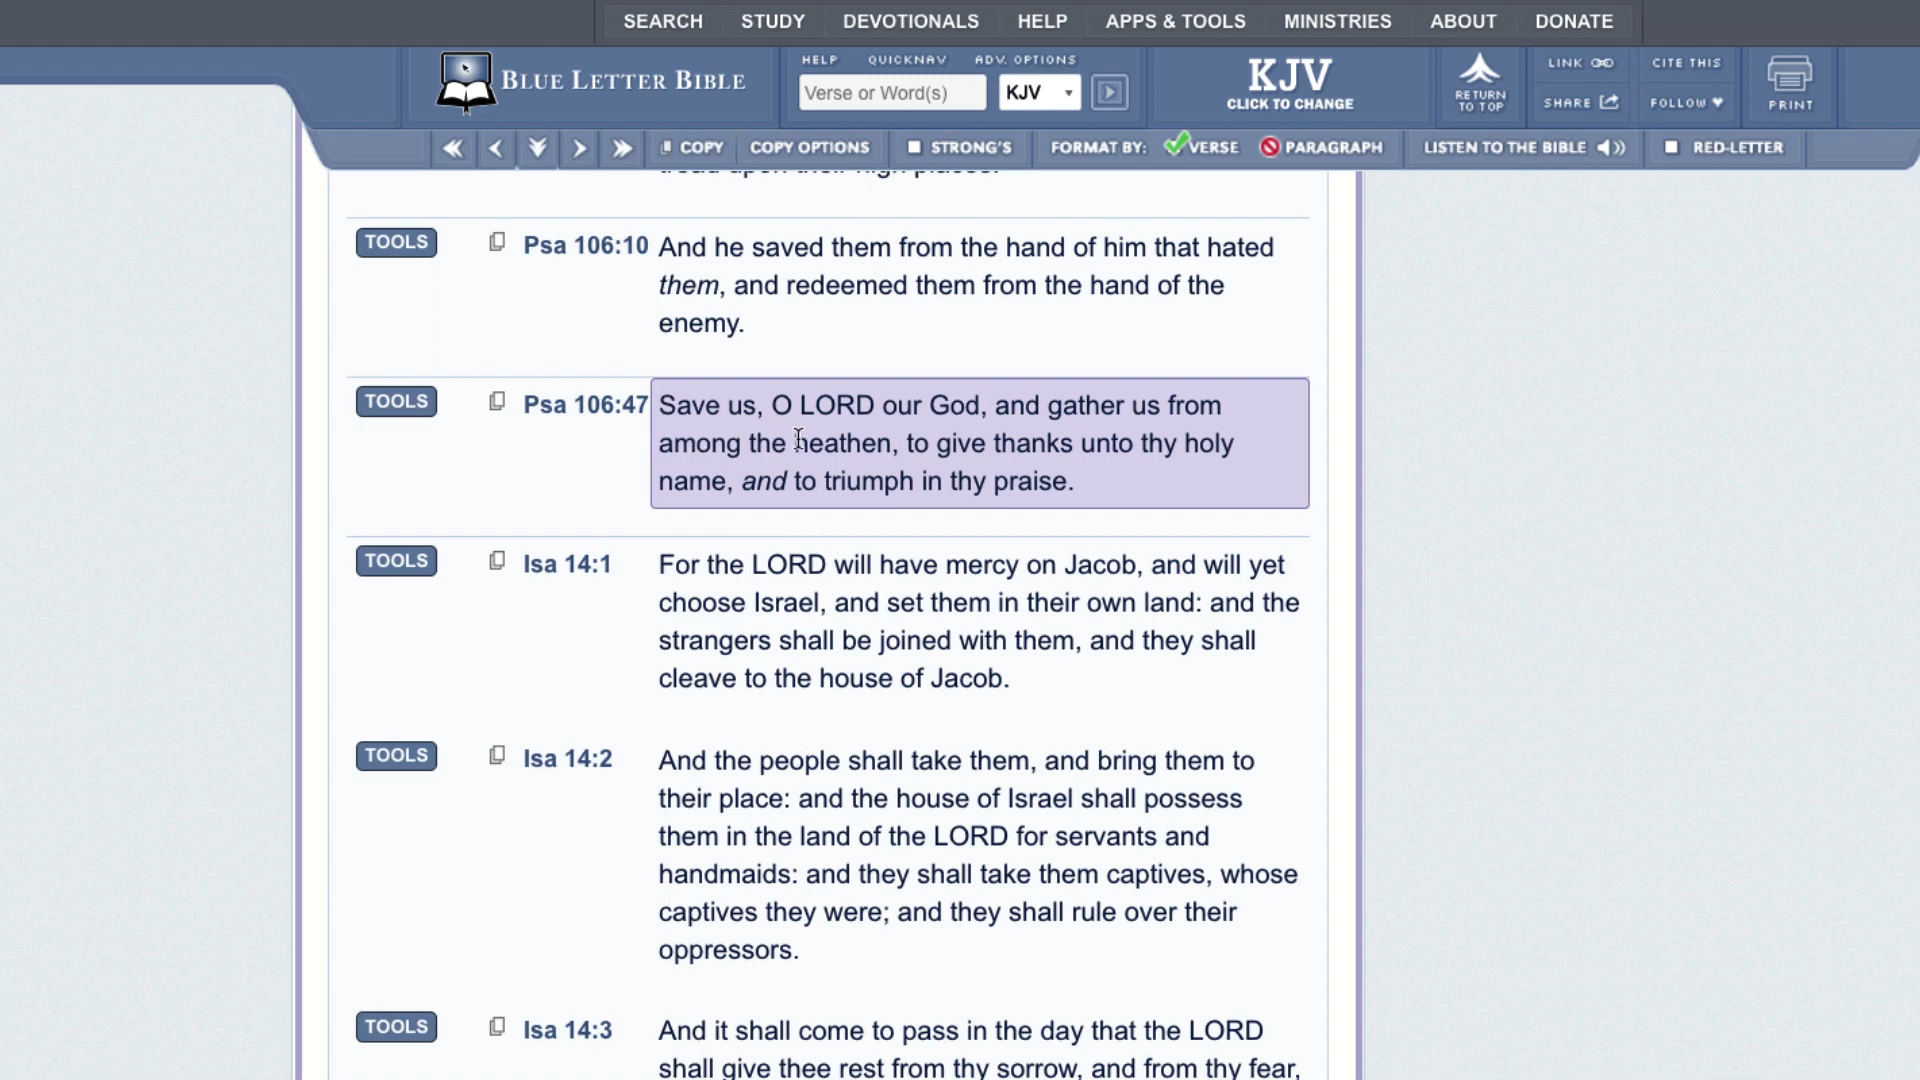 SEARCH STUDY DEVOTIONALS HELP APPS & TOOLS MINISTRIES ABOUT DONATE
BLUE LETTER BIBLE
HELP QUICKNAV ADV. OPTIONS
Verse or Word(s) KJV
KJV
CLICK TO CHANGE
RETURN
TO TOP
LINK
SHARE
CITE THIS
FOLLOW
PRINT
COPY COPY OPTIONS STRONG'S FORMAT BY: VERSE PARAGRAPH LISTEN TO THE BIBLE RED-LETTER
tread upon their high places.
TOOLS Psa 106:10 And he saved them from the hand of him that hated
them, and redeemed them from the hand of the
enemy.
TOOLS Psa 106:47 Save us, O LORD our God, and gather us from
among the heathen, to give thanks unto thy holy
name, and to triumph in thy praise.
TOOLS Isa 14:1 For the LORD will have mercy on Jacob, and will yet
choose Israel, and set them in their own land: and the
strangers shall be joined with them, and they shall
cleave to the house of Jacob.
TOOLS Isa 14:2 And the people shall take them, and bring them to
their place: and the house of Israel shall possess
them in the land of the LORD for servants and
handmaids: and they shall take them captives, whose
captives they were; and they shall rule over their
oppressors.
TOOLS Isa 14:3 And it shall come to pass in the day that the LORD
shall give thee rest from thy sorrow, and from thy fear,